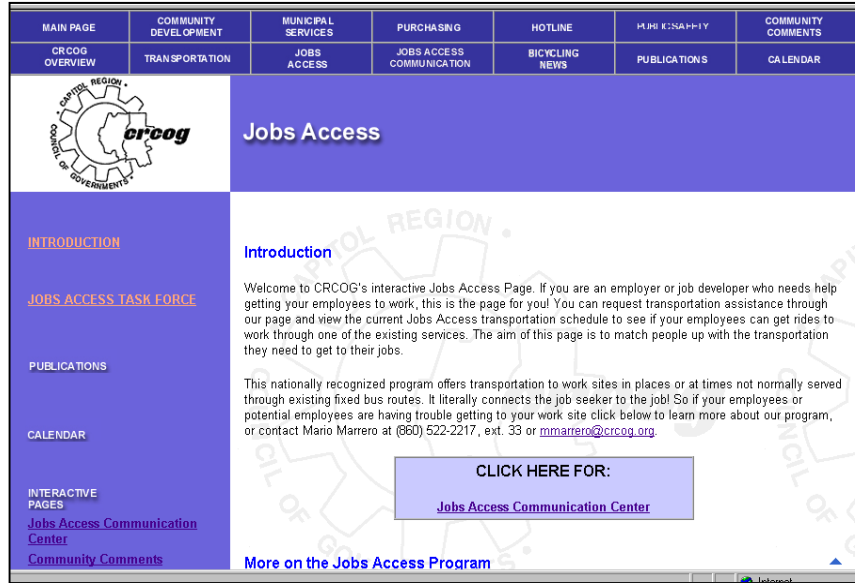 MAIN PAGE
COMMUNITY
DEVELOPMENT
MUNICIPAL
SERVICES
PURCHASING
HOTLINE
PUBLIC SAFETY
COMMUNITY
COMMENTS
CRCOG
OVERVIEW
TRANSPORTATION
JOBS
ACCESS
JOBS ACCESS
COMMUNICATION
BICYCLING
NEWS
PUBLICATIONS
CALENDAR
CAPITOL REGION
COUNCIL OF GOVERNMENTS
crcog
Jobs Access
INTRODUCTION
JOBS ACCESS TASK FORCE
PUBLICATIONS
CALENDAR
INTERACTIVE
PAGES
Jobs Access Communication
Center
Community Comments
Introduction
Welcome to CRCOG's interactive Jobs Access Page. If you are an employer or job developer who needs help
getting your employees to work, this is the page for you! You can request transportation assistance through
our page and view the current Jobs Access transportation schedule to see if your employees can get rides to
work through one of the existing services. The aim of this page is to match people up with the transportation
they need to get to their jobs.
This nationally recognized program offers transportation to work sites in places or at times not normally served
through existing fixed bus routes. It literally connects the job seeker to the job! So if your employees or
potential employees are having trouble getting to your work site click below to learn more about our program,
or contact Mario Marrero at (860) 522-2217, ext. 33 or mmarrero@crcog.org.
CLICK HERE FOR:
Jobs Access Communication Center
More on the Jobs Access Program
Internet